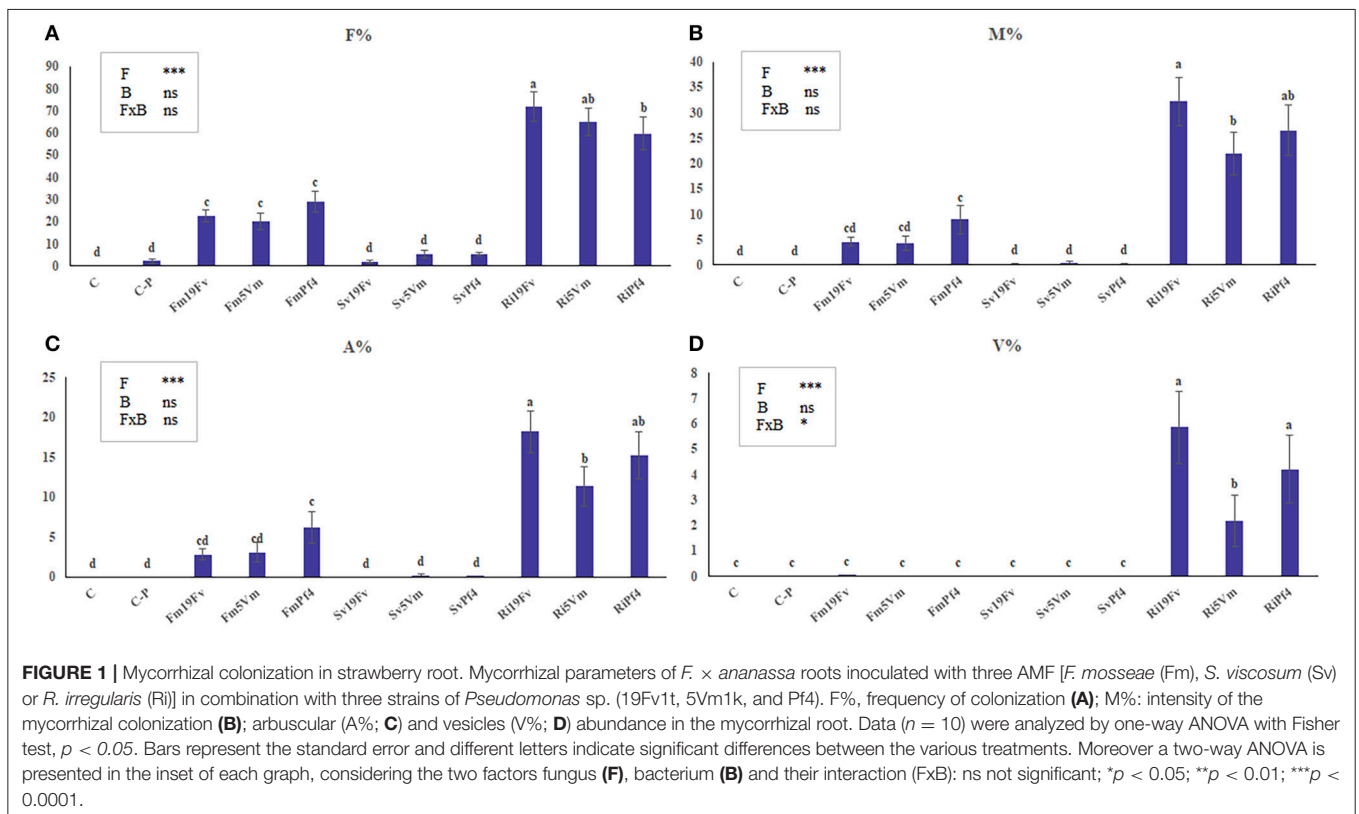 A
F%
F ***
B ns
FxB ns
90
80
70
60
50
40
30
20
10
0
d
d
c
c
c
d
d
d
a
ab
b
C
C-P
Fm19Fv
Fm5Vm
FmPf4
Sv19Fv
Sv5Vm
SvPf4
Ri19Fv
Ri5Vm
RiPf4
B
M%
F ***
B ns
FxB ns
40
35
30
25
20
15
10
5
0
d
d
cd
cd
c
d
d
d
a
b
ab
C
C-P
Fm19Fv
Fm5Vm
FmPf4
Sv19Fv
Sv5Vm
SvPf4
Ri19Fv
Ri5Vm
RiPf4
C
A%
F ***
B ns
FxB ns
25
20
15
10
5
0
d
d
cd
cd
c
d
d
d
a
b
ab
C
C-P
Fm19Fv
Fm5Vm
FmPf4
Sv19Fv
Sv5Vm
SvPf4
Ri19Fv
Ri5Vm
RiPf4
D
V%
F ***
B ns
FxB *
8
7
6
5
4
3
2
1
0
c
c
c
c
c
c
c
c
a
b
a
C
C-P
Fm19Fv
Fm5Vm
FmPf4
Sv19Fv
Sv5Vm
SvPf4
Ri19Fv
Ri5Vm
RiPf4
FIGURE 1 | Mycorrhizal colonization in strawberry root. Mycorrhizal parameters of F. × ananassa roots inoculated with three AMF [F. mosseae (Fm), S. viscosum (Sv)
or R. irregularis (Ri)] in combination with three strains of Pseudomonas sp. (19Fv1t, 5Vm1k, and Pf4). F%, frequency of colonization (A); M%: intensity of the
mycorrhizal colonization (B); arbuscular (A%; C) and vesicles (V%; D) abundance in the mycorrhizal root. Data (n = 10) were analyzed by one-way ANOVA with Fisher
test, p < 0.05. Bars represent the standard error and different letters indicate significant differences between the various treatments. Moreover a two-way ANOVA is
presented in the inset of each graph, considering the two factors fungus (F), bacterium (B) and their interaction (FxB): ns not significant; *p < 0.05; **p < 0.01; ***p <
0.0001.